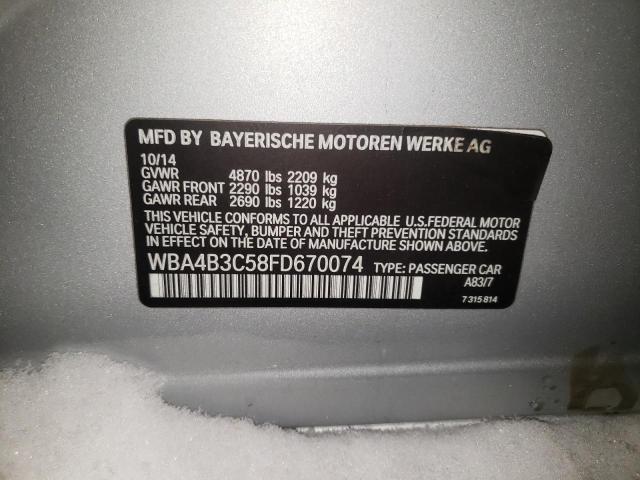 MFD BY BAYERISCHE MOTOREN WERKE AG
10/14
GVWR 4870 lbs 2209 kg
GAWR FRONT 2290 lbs 1039 kg
GAWR REAR 2690 lbs 1220 kg
THIS VEHICLE CONFORMS TO ALL APPLICABLE U.S.FEDERAL MOTOR
VEHICLE SAFETY, BUMPER AND THEFT PREVENTION
STANDARDS IN EFFECT ON THE DATE OF MANUFACTURE SHOWN ABOVE.
WBA4B3C58FD670074 TYPE: PASSENGER CAR
A83/7
7 315 814